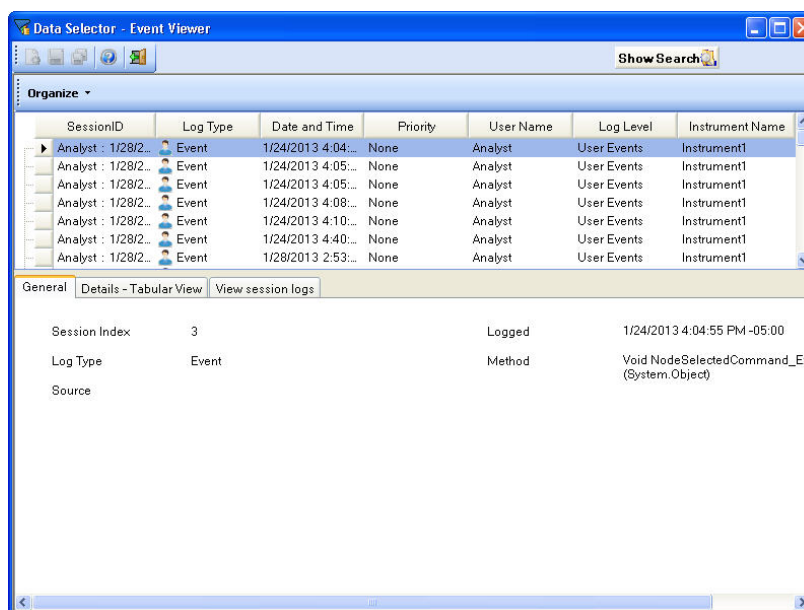 Data Selector - Event Viewer
Show Search
Organize
SessionID Log Type Date and Time Priority User Name Log Level Instrument Name
Analyst : 1/28/2... Event 1/24/2013 4:04:... None Analyst User Events Instrument1
Analyst : 1/28/2... Event 1/24/2013 4:05:... None Analyst User Events Instrument1
Analyst : 1/28/2... Event 1/24/2013 4:05:... None Analyst User Events Instrument1
Analyst : 1/28/2... Event 1/24/2013 4:08:... None Analyst User Events Instrument1
Analyst : 1/28/2... Event 1/24/2013 4:10:... None Analyst User Events Instrument1
Analyst : 1/28/2... Event 1/24/2013 4:40:... None Analyst User Events Instrument1
Analyst : 1/28/2... Event 1/28/2013 2:53:... None Analyst User Events Instrument1
General Details - Tabular View View session logs
Session Index 3 Logged 1/24/2013 4:04:55 PM -05:00
Log Type Event Method Void NodeSelectedCommand_E
(System.Object)
Source